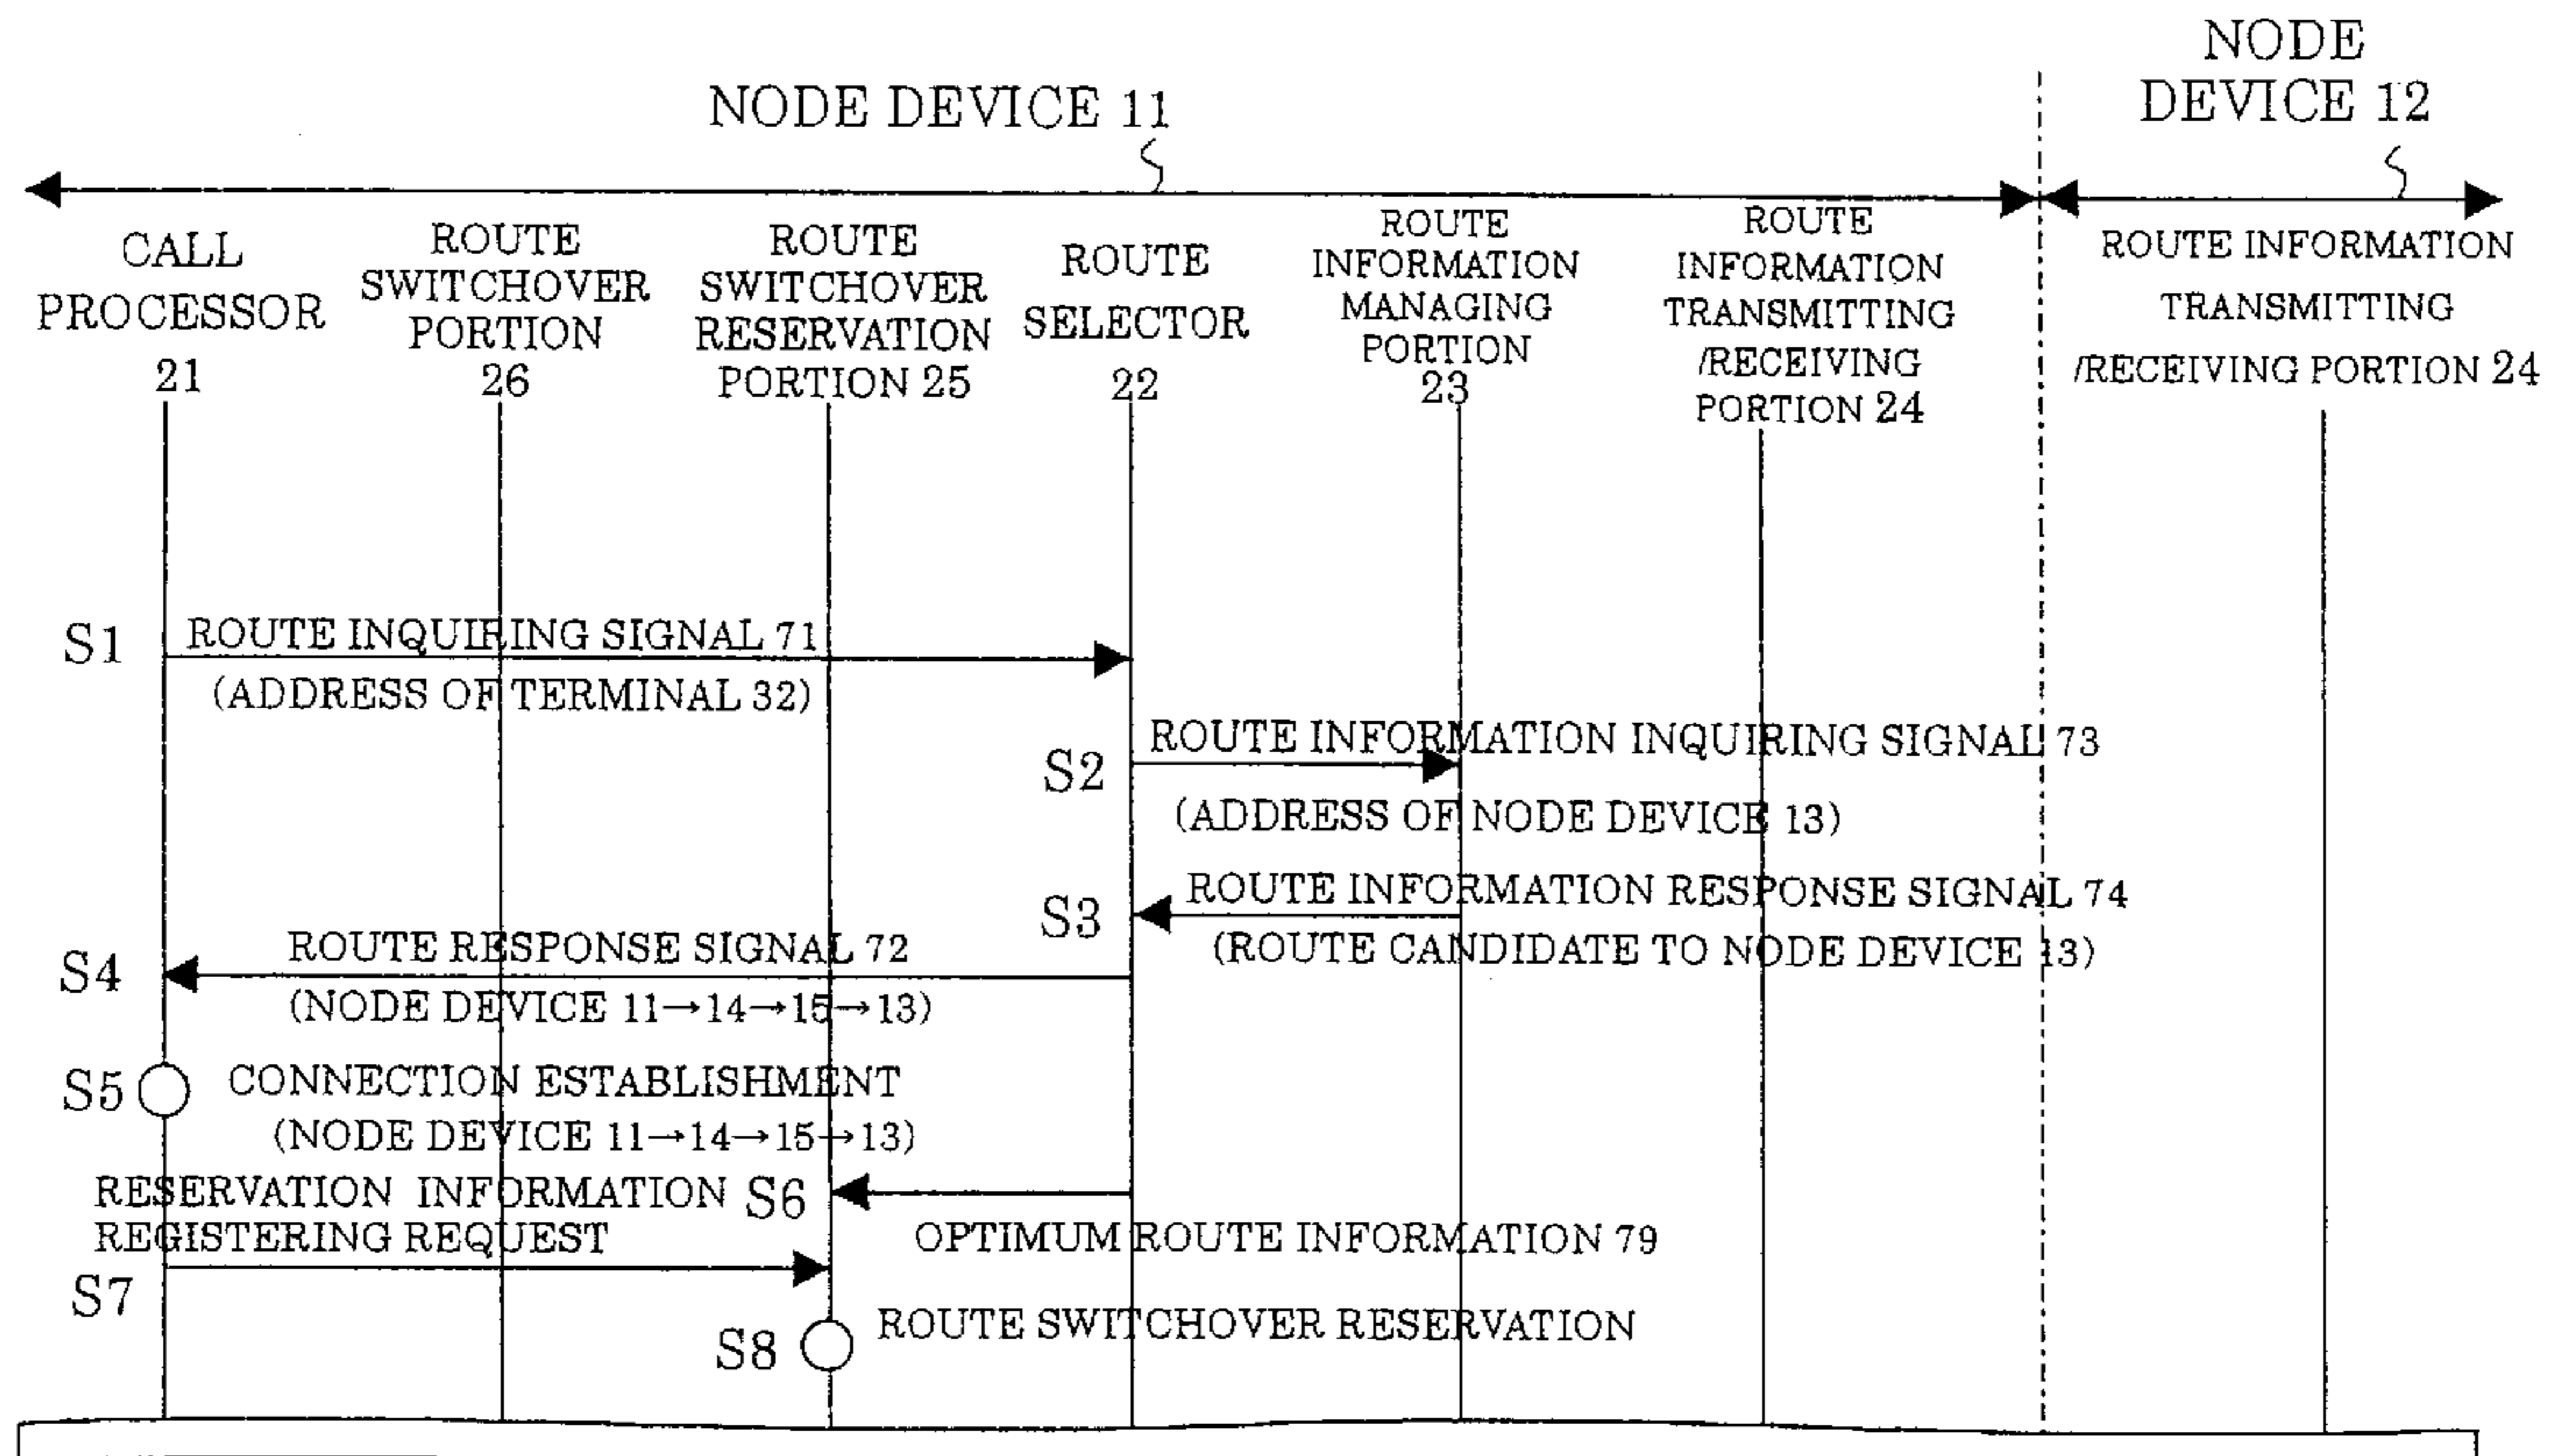 NODE DEVICE 11
NODE
DEVICE 12
CALL
PROCESSOR
21
ROUTE
SWITCHOVER
PORTION
26
ROUTE
SWITCHOVER
RESERVATION
PORTION 25
ROUTE
SELECTOR
22
ROUTE
INFORMATION
MANAGING
PORTION
23
ROUTE
INFORMATION
TRANSMITTING
/RECEIVING
PORTION 24
ROUTE INFORMATION
TRANSMITTING
/RECEIVING PORTION 24
S1
ROUTE INQUIRING SIGNAL 71
(ADDRESS OF TERMINAL 32)
S2
ROUTE INFORMATION INQUIRING SIGNAL 73
(ADDRESS OF NODE DEVICE 13)
S3
ROUTE INFORMATION RESPONSE SIGNAL 74
(ROUTE CANDIDATE TO NODE DEVICE 13)
S4
ROUTE RESPONSE SIGNAL 72
(NODE DEVICE 11→14→15→13)
S5
CONNECTION ESTABLISHMENT
(NODE DEVICE 11→14→15→13)
S6
OPTIMUM ROUTE INFORMATION 79
RESERVATION INFORMATION
REGISTERING REQUEST
S7
S8
ROUTE SWITCHOVER RESERVATION